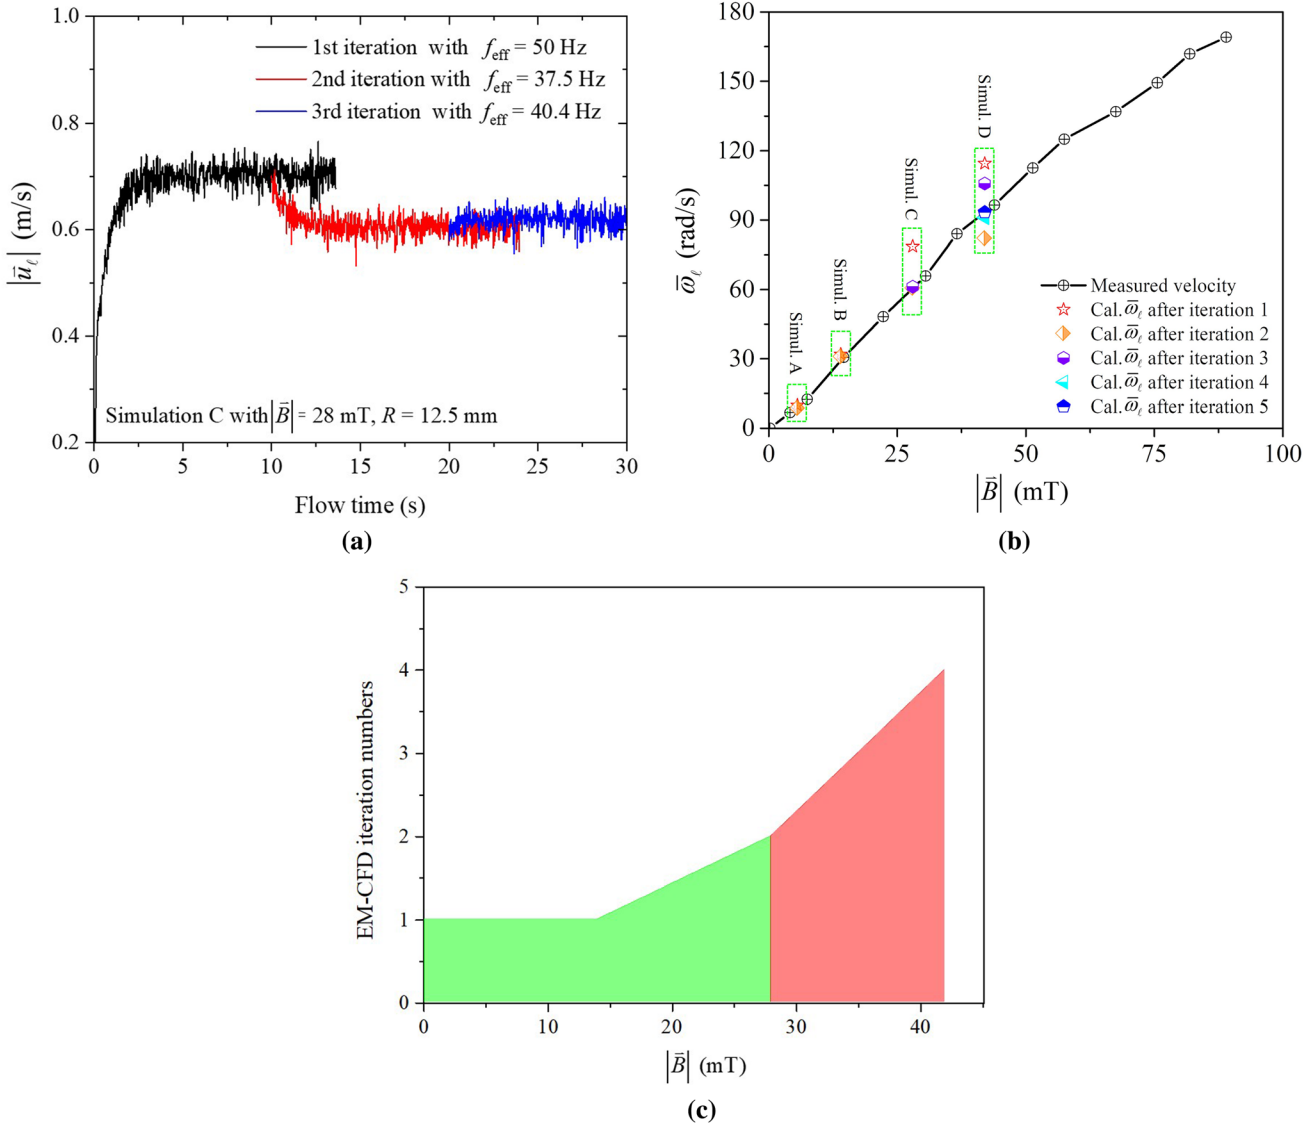 1st iteration with f_eff = 50 Hz
2nd iteration with f_eff = 37.5 Hz
3rd iteration with f_eff = 40.4 Hz
1.0
0.8
0.6
0.4
0.2
|u⃗_ℓ| (m/s)
Simulation C with |B⃗| = 28 mT, R = 12.5 mm
0 5 10 15 20 25 30
Flow time (s)
(a)
180
150
120
90
60
30
0
ω̅_ℓ (rad/s)
Simul. A
Simul. B
Simul. C
Simul. D
Measured velocity
Cal. ω̅_ℓ after iteration 1
Cal. ω̅_ℓ after iteration 2
Cal. ω̅_ℓ after iteration 3
Cal. ω̅_ℓ after iteration 4
Cal. ω̅_ℓ after iteration 5
0 25 50 75 100
|B⃗| (mT)
(b)
5
4
3
2
1
0
EM-CFD iteration numbers
0 10 20 30 40
|B⃗| (mT)
(c)